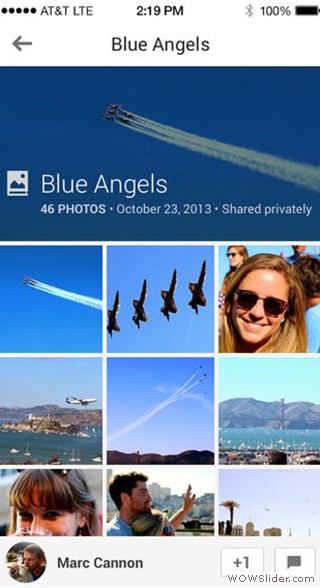 AT&T LTE 2:19 PM 100%
Blue Angels
Blue Angels
46 PHOTOS • October 23, 2013 • Shared privately
Marc Cannon +1
WOWSlider.com